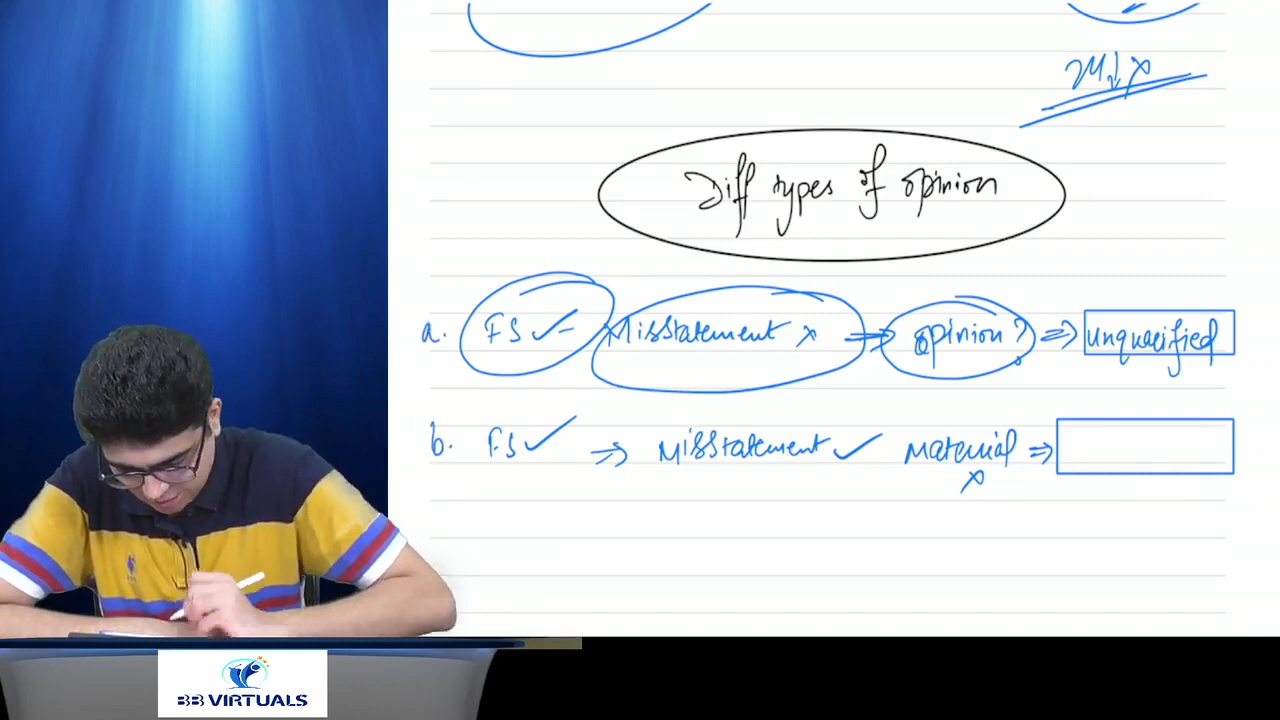 Diff types of opinion
a. FS ✓ Misstatement × ⇒ opinion? ⇒ unqualified
b. FS ✓ ⇒ Misstatement ✓ Material × ⇒
BB VIRTUALS